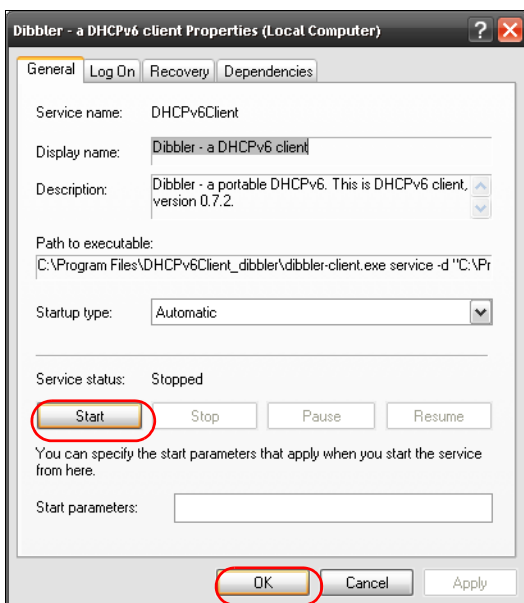 Dibbler - a DHCPv6 client Properties (Local Computer)
General Log On Recovery Dependencies
Service name: DHCPv6Client
Display name: Dibbler - a DHCPv6 client
Description: Dibbler - a portable DHCPv6. This is DHCPv6 client,
version 0.7.2.
Path to executable:
C:\Program Files\DHCPv6Client_dibbler\dibbler-client.exe service -d "C:\Pr
Startup type: Automatic
Service status: Stopped
Start Stop Pause Resume
You can specify the start parameters that apply when you start the service
from here.
Start parameters:
OK Cancel Apply